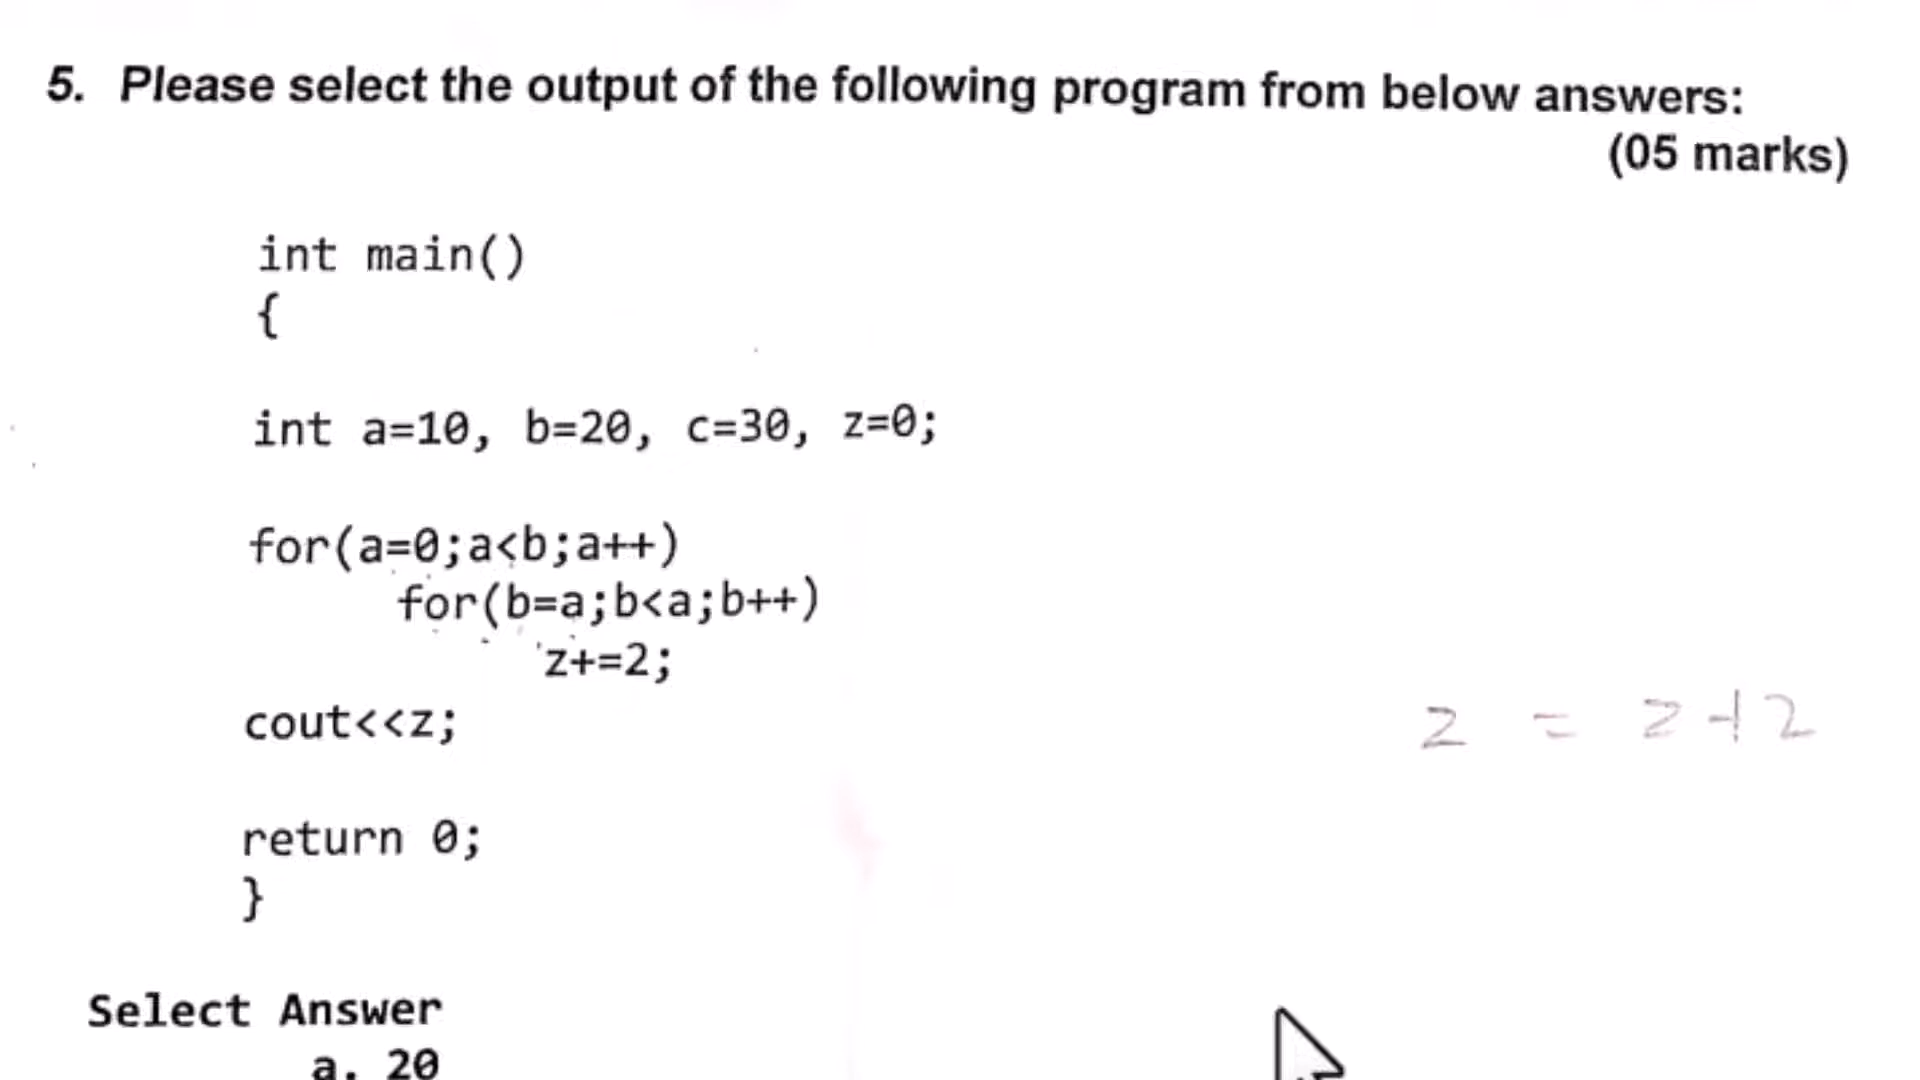 5. Please select the output of the following program from below answers:
(05 marks)
int main()
{
int a=10, b=20, c=30, z=0;
for(a=0;a<b;a++)
for(b=a;b<a;b++)
z+=2;
cout<<z;
z = z+2
return 0;
}
Select Answer
a. 20